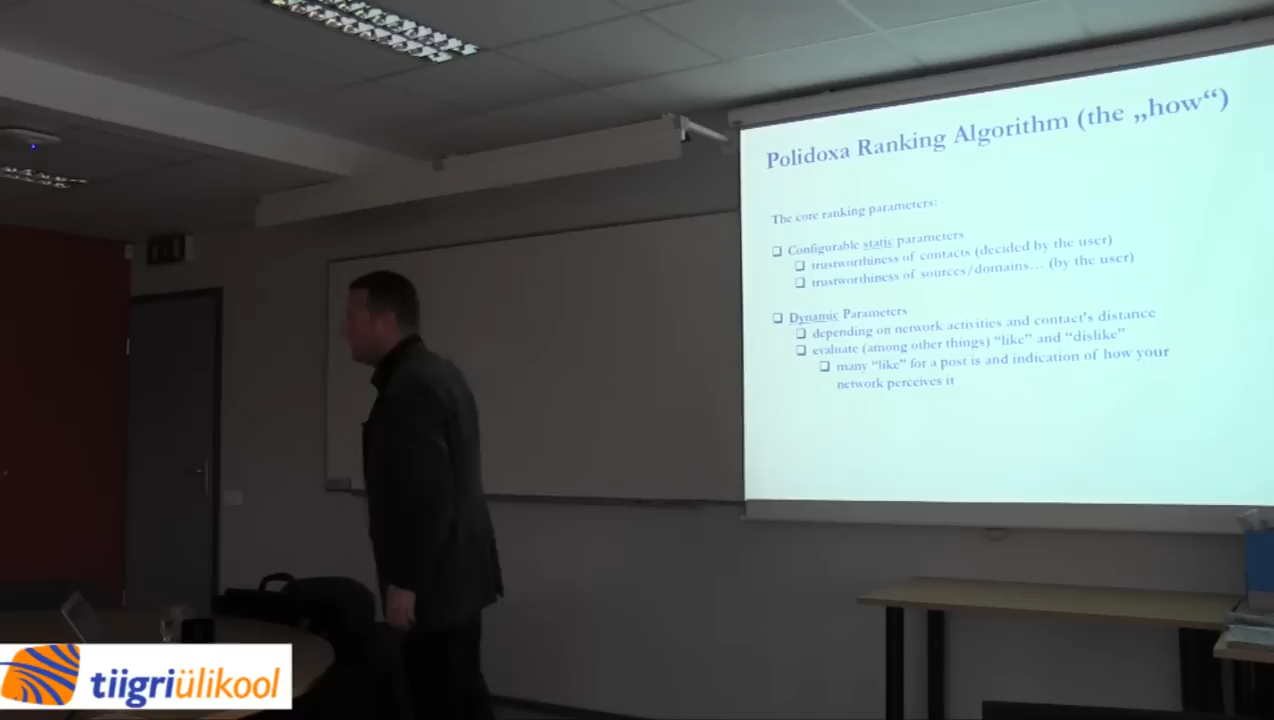 Polidoxa Ranking Algorithm (the „how“)
The core ranking parameters:
Configurable static parameters
trustworthiness of contacts (decided by the user)
trustworthiness of sources/domains… (by the user)
Dynamic Parameters
depending on network activities and contact's distance
evaluate (among other things) “like” and “dislike”
many “like” for a post is and indication of how your
network perceives it
tiigriülikool